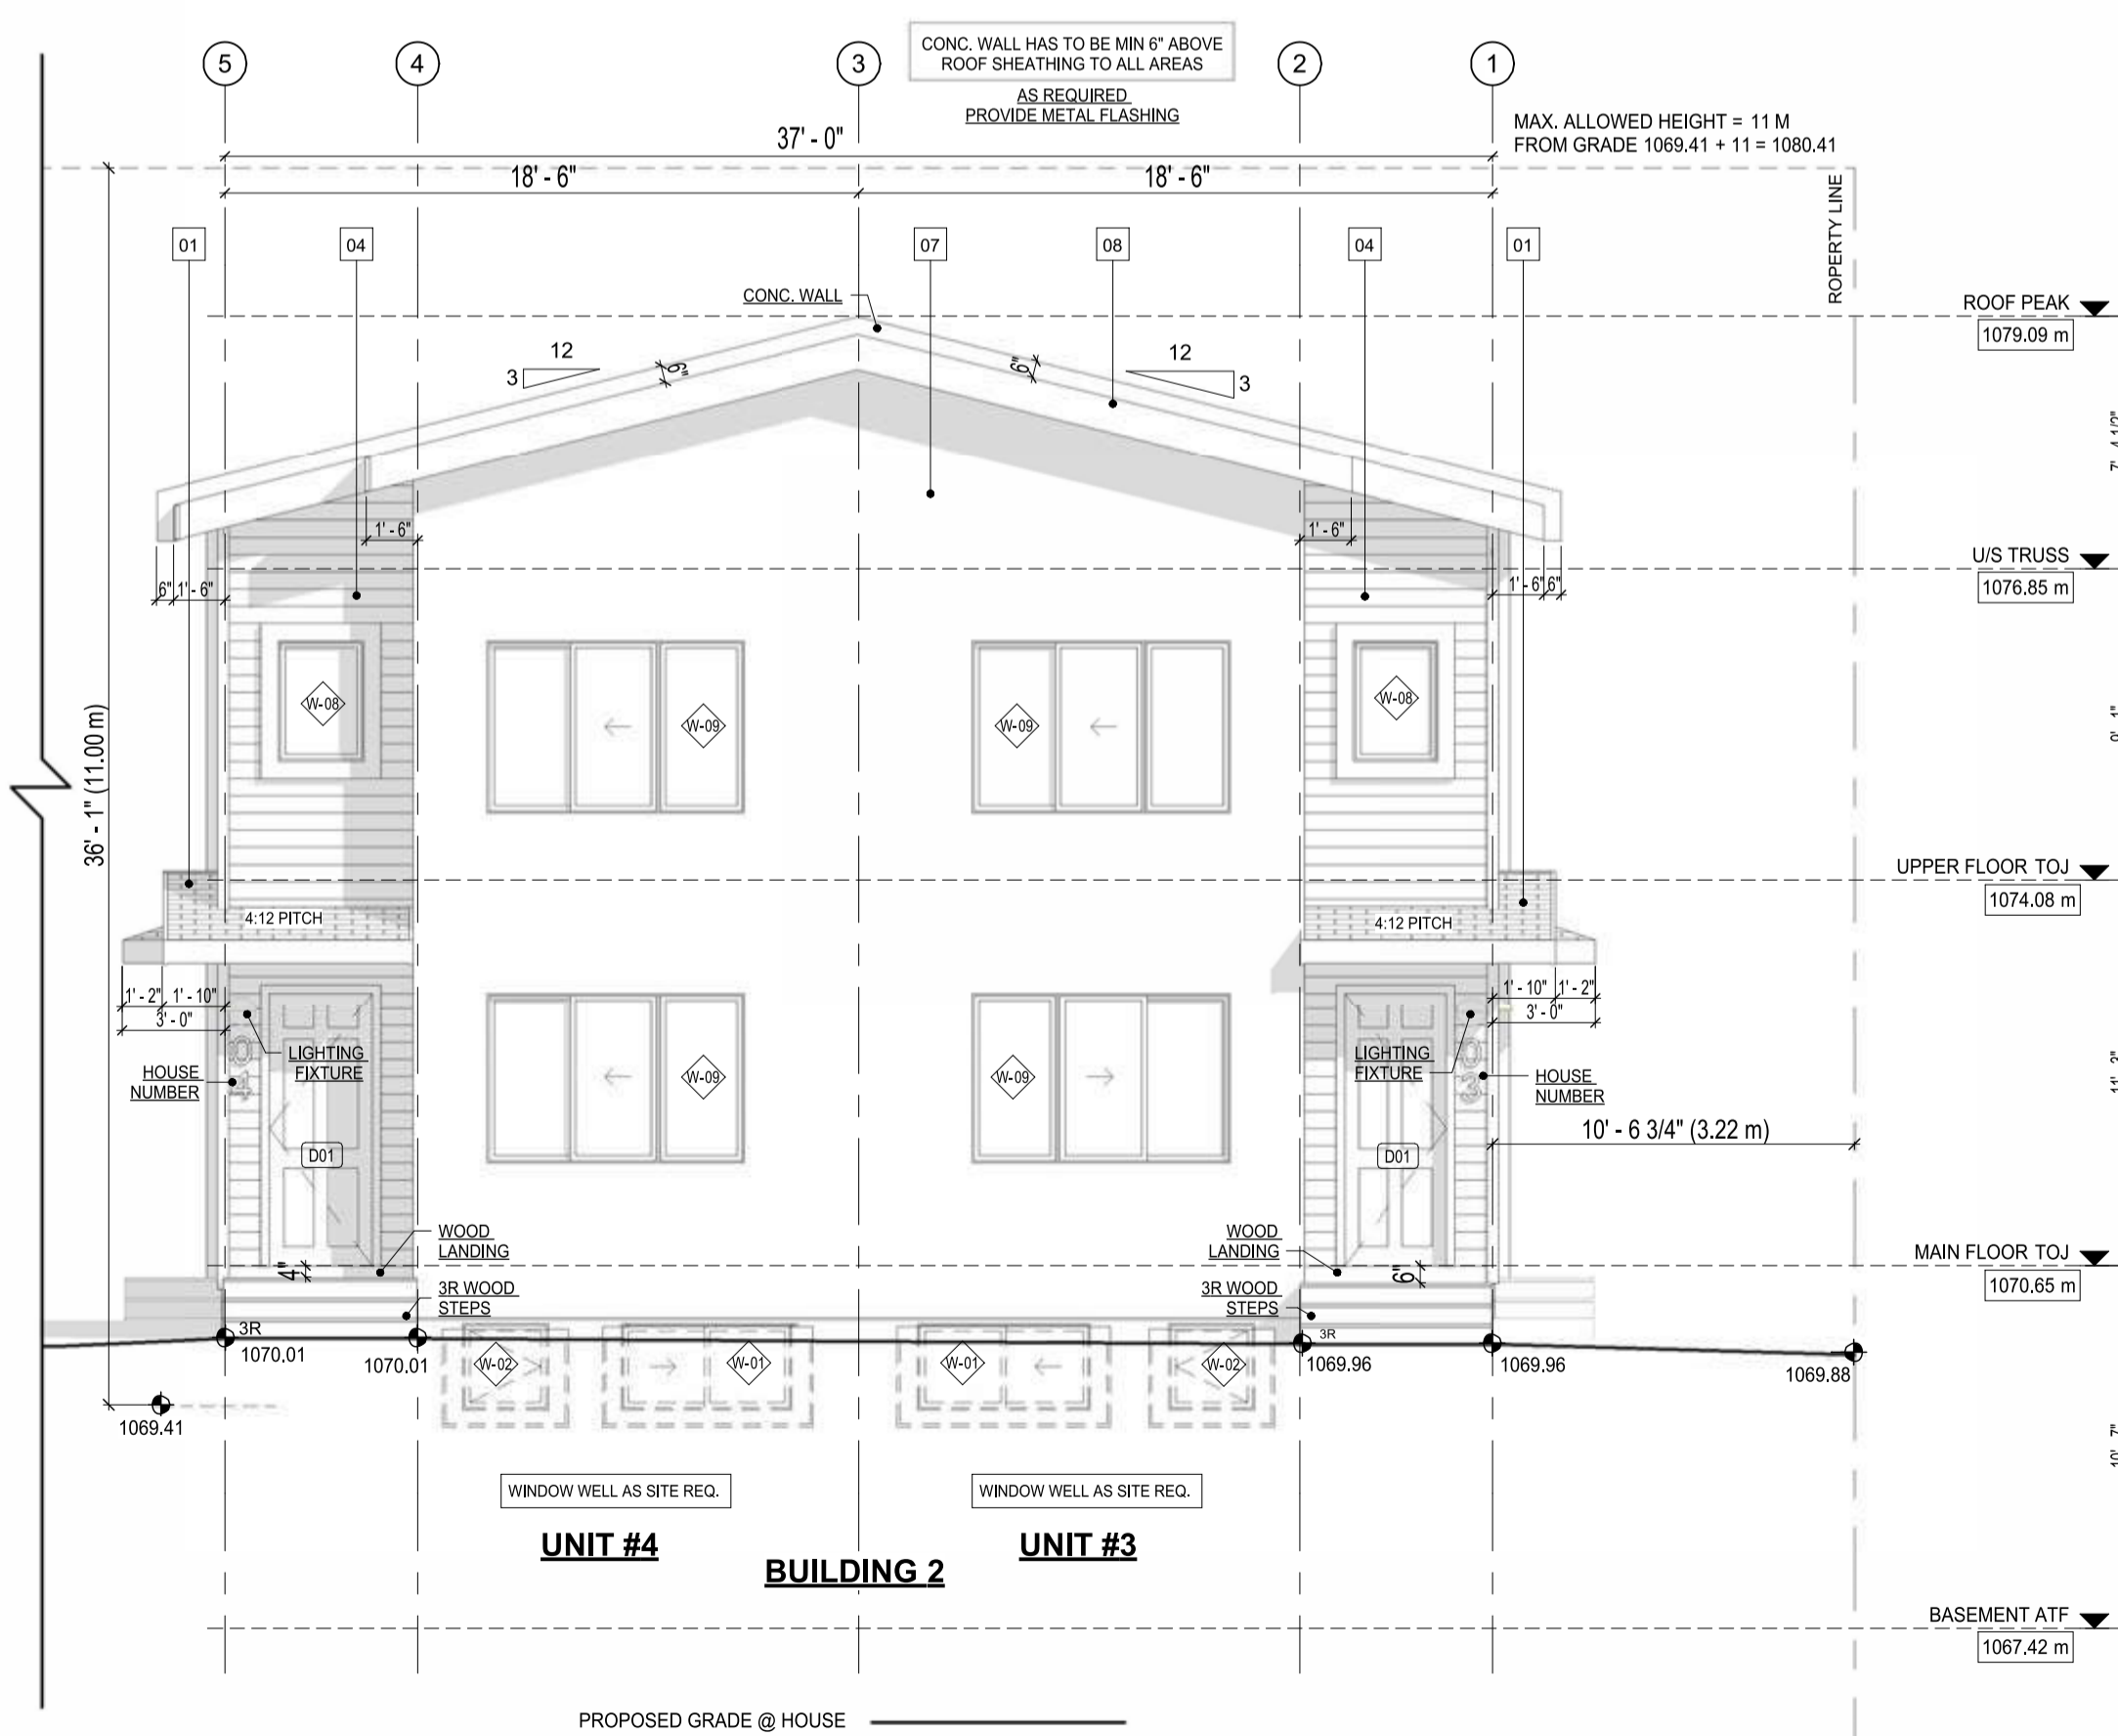 CONC. WALL HAS TO BE MIN 6" ABOVE
ROOF SHEATHING TO ALL AREAS
AS REQUIRED
PROVIDE METAL FLASHING
5
4
3
2
1
MAX. ALLOWED HEIGHT = 11 M
FROM GRADE 1069.41 + 11 = 1080.41
37' - 0"
18' - 6"
18' - 6"
ROPERTY LINE
01
04
07
08
04
01
CONC. WALL
ROOF PEAK
1079.09 m
12
3
6"
6"
12
3
1' - 6"
1' - 6"
6"
1' - 6"
1' - 6"
6"
U/S TRUSS
1076.85 m
W-08
W-09
W-09
W-08
36' - 1" (11.00 m)
UPPER FLOOR TOJ
1074.08 m
4:12 PITCH
4:12 PITCH
1' - 2"
1' - 10"
3' - 0"
1' - 10"
1' - 2"
3' - 0"
04
LIGHTING
FIXTURE
HOUSE
NUMBER
W-09
W-09
LIGHTING
FIXTURE
03
HOUSE
NUMBER
10' - 6 3/4" (3.22 m)
D01
D01
WOOD
LANDING
WOOD
LANDING
MAIN FLOOR TOJ
1070.65 m
4"
6"
3R WOOD
STEPS
3R WOOD
STEPS
3R
1070.01
1070.01
W-02
W-01
W-01
W-02
3R
1069.96
1069.96
1069.88
1069.41
WINDOW WELL AS SITE REQ.
WINDOW WELL AS SITE REQ.
UNIT #4
UNIT #3
BUILDING 2
BASEMENT ATF
1067.42 m
PROPOSED GRADE @ HOUSE